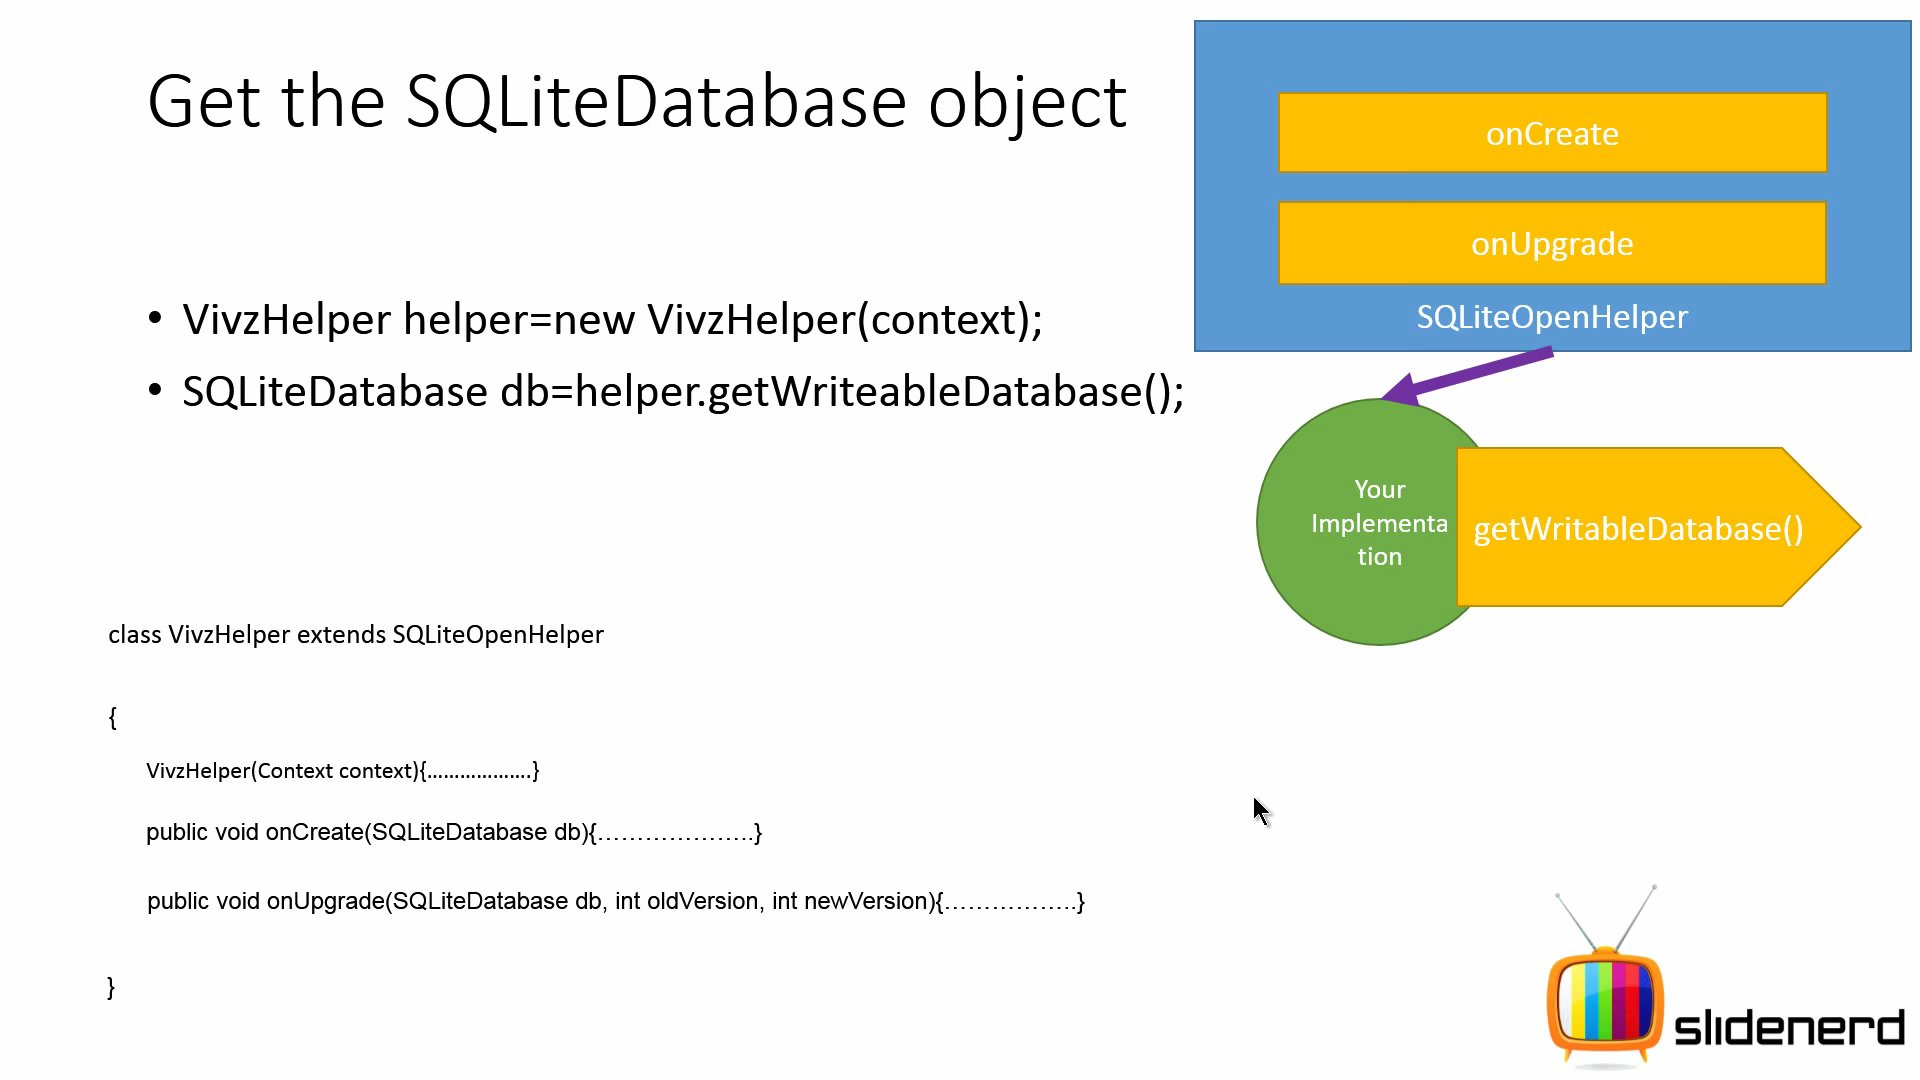 Get the SQLiteDatabase object
• VivzHelper helper=new VivzHelper(context);
• SQLiteDatabase db=helper.getWriteableDatabase();
onCreate
onUpgrade
SQLiteOpenHelper
Your
Implementa
tion
getWritableDatabase()
class VivzHelper extends SQLiteOpenHelper
{
VivzHelper(Context context){……………….}
public void onCreate(SQLiteDatabase db){………………..}
public void onUpgrade(SQLiteDatabase db, int oldVersion, int newVersion){……………..}
}
slidenerd